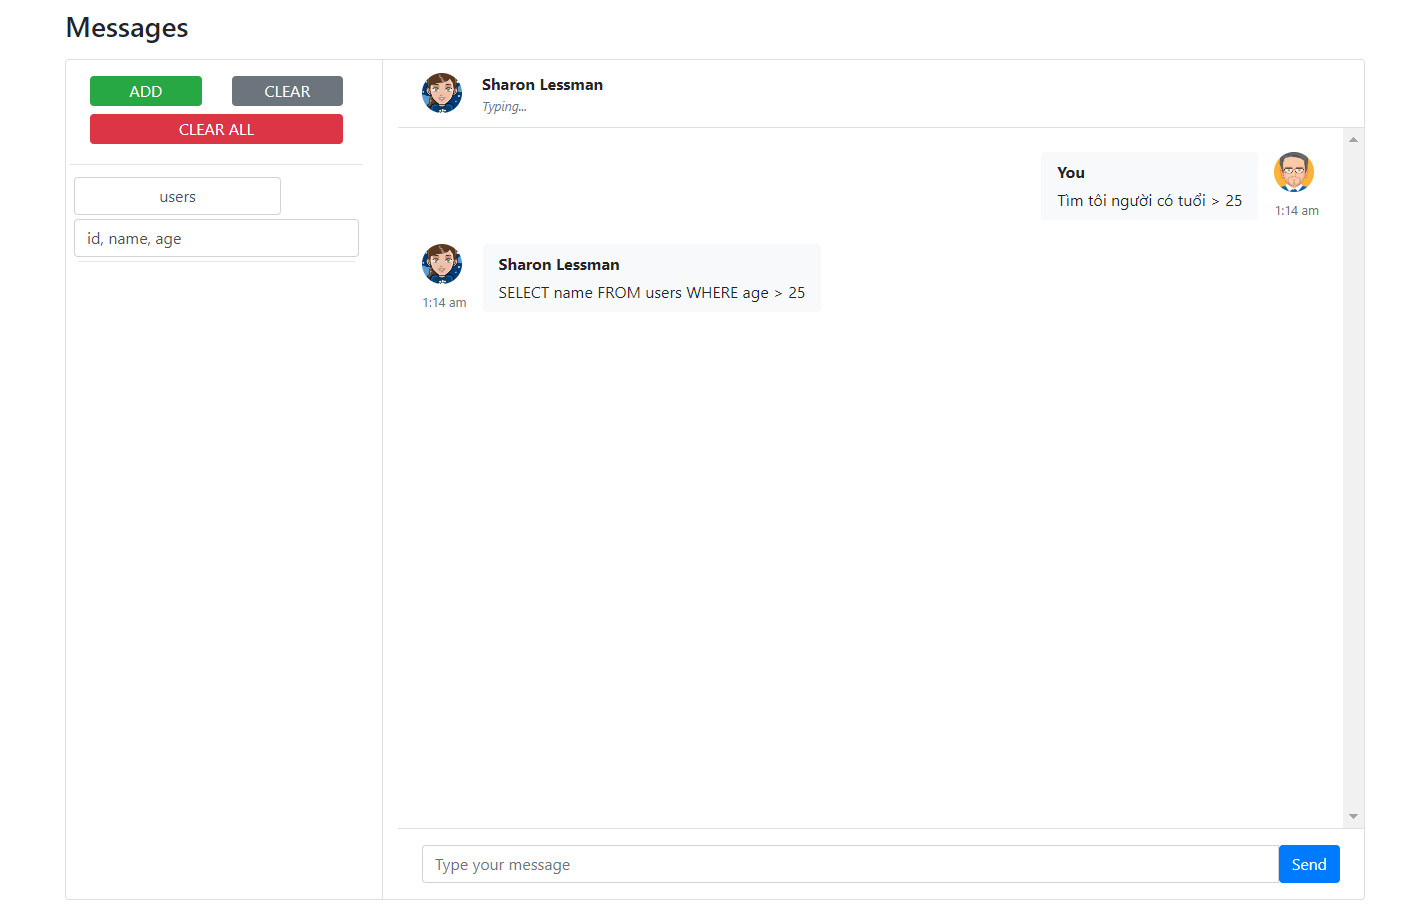 Messages
ADD
CLEAR
CLEAR ALL
users
id, name, age
Sharon Lessman
Typing...
You
Tìm tôi người có tuổi > 25
1:14 am
Sharon Lessman
SELECT name FROM users WHERE age > 25
1:14 am
Type your message
Send